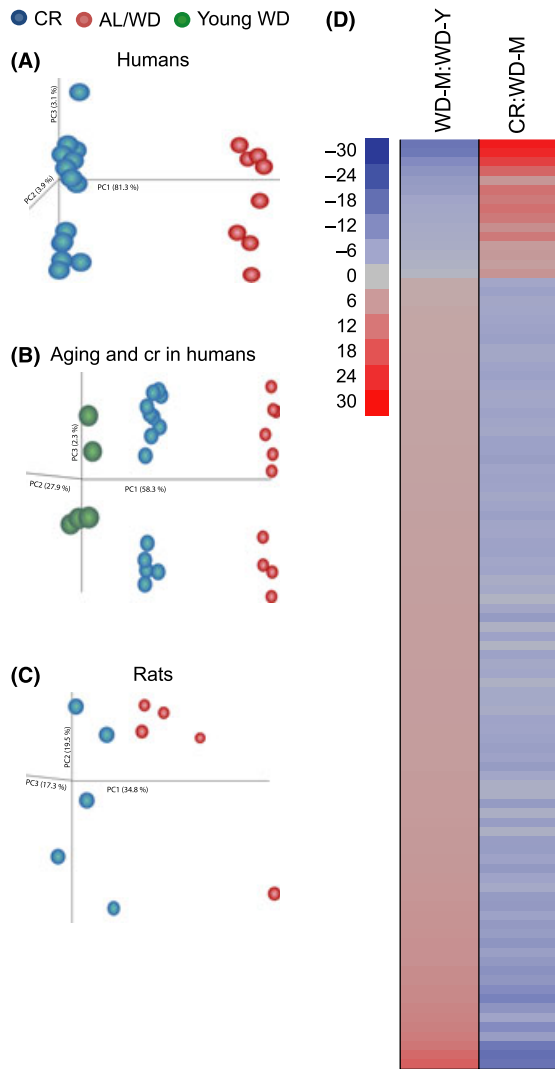 CR AL/WD Young WD
(A) Humans
PC3 (3.1 %)
PC2 (3.9 %)
PC1 (81.3 %)
(B) Aging and cr in humans
PC3 (2.3 %)
PC2 (27.9 %)
PC1 (58.3 %)
(C) Rats
PC2 (19.5 %)
PC3 (17.3 %)
PC1 (34.8 %)
(D)
WD-M:WD-Y
CR:WD-M
–30
–24
–18
–12
–6
0
6
12
18
24
30